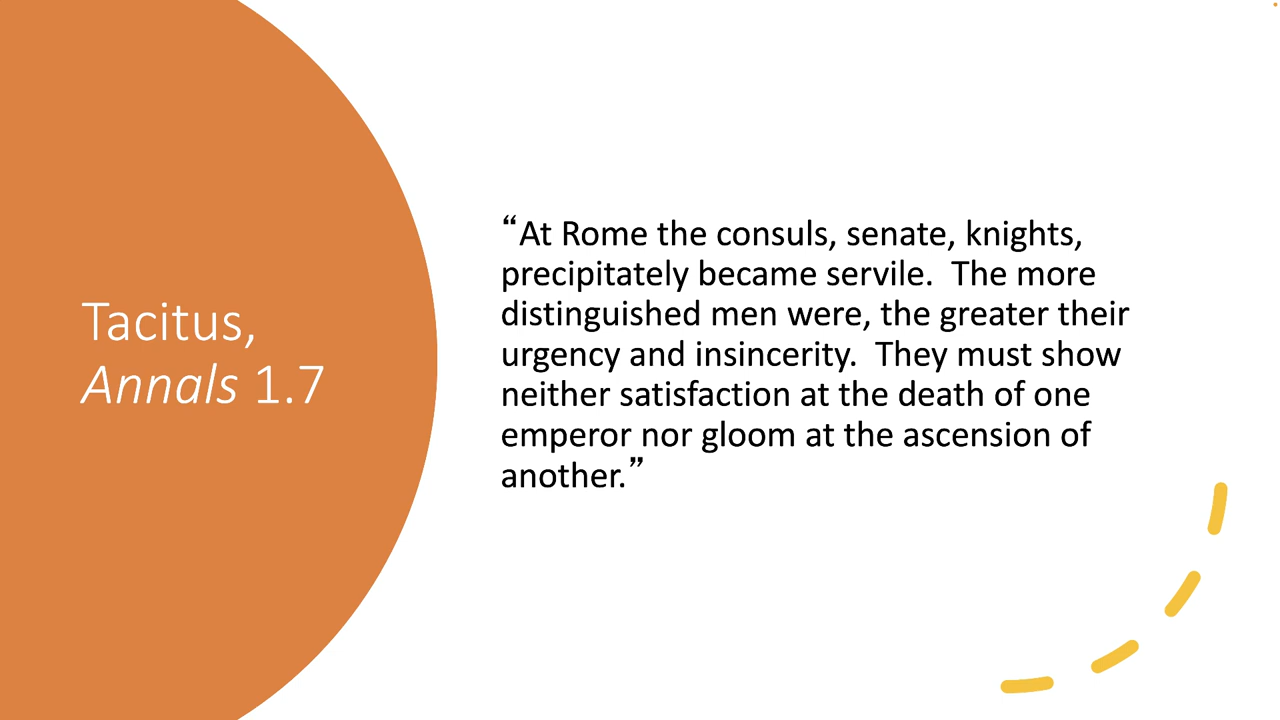 Tacitus,
Annals 1.7
“At Rome the consuls, senate, knights,
precipitately became servile.  The more
distinguished men were, the greater their
urgency and insincerity.  They must show
neither satisfaction at the death of one
emperor nor gloom at the ascension of
another.”